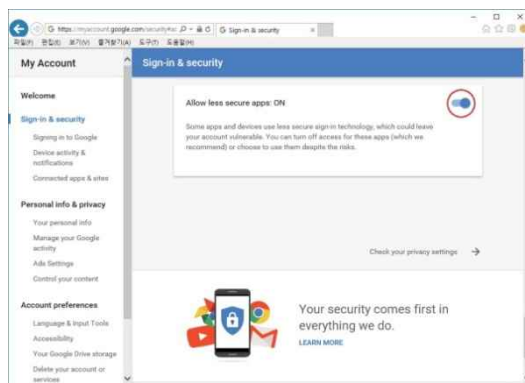 https://myaccount.google.com/security#sc
Sign-in & security
파일(F) 편집(E) 보기(V) 즐겨찾기(A) 도구(T) 도움말(H)
My Account
Sign-in & security
Welcome
Sign-in & security
Signing in to Google
Device activity &
notifications
Connected apps & sites
Personal info & privacy
Your personal info
Manage your Google
activity
Ads Settings
Control your content
Account preferences
Language & Input Tools
Accessibility
Your Google Drive storage
Delete your account or
services
Allow less secure apps: ON
Some apps and devices use less secure sign-in technology, which could leave
your account vulnerable. You can turn off access for these apps (which we
recommend) or choose to use them despite the risks.
Check your privacy settings
Your security comes first in
everything we do.
LEARN MORE